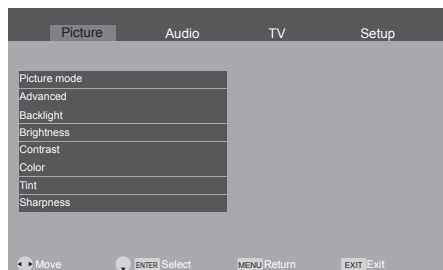 Picture Audio TV Setup
Picture mode
Advanced
Backlight
Brightness
Contrast
Color
Tint
Sharpness
Move ENTER Select MENU Return EXIT Exit